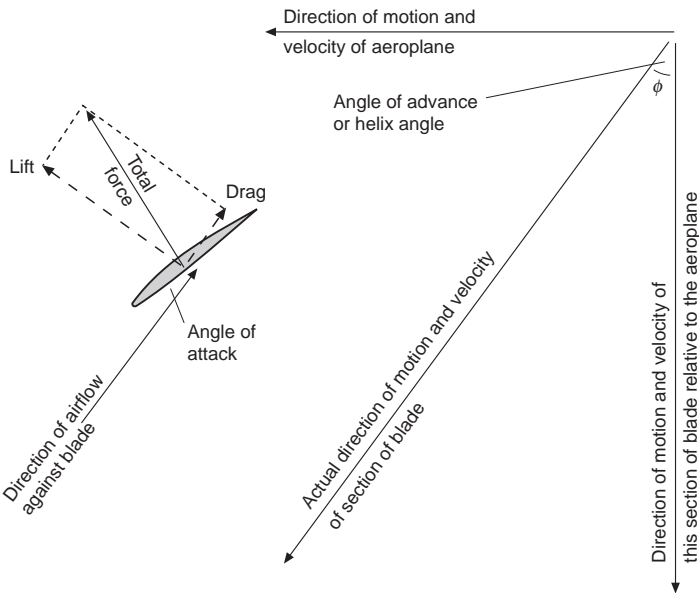 Direction of motion and
velocity of aeroplane
Angle of advance
or helix angle
ϕ
Lift
Total
force
Drag
Angle of
attack
Direction of airflow
against blade
Actual direction of motion and velocity
of section of blade
Direction of motion and velocity of
this section of blade relative to the aeroplane